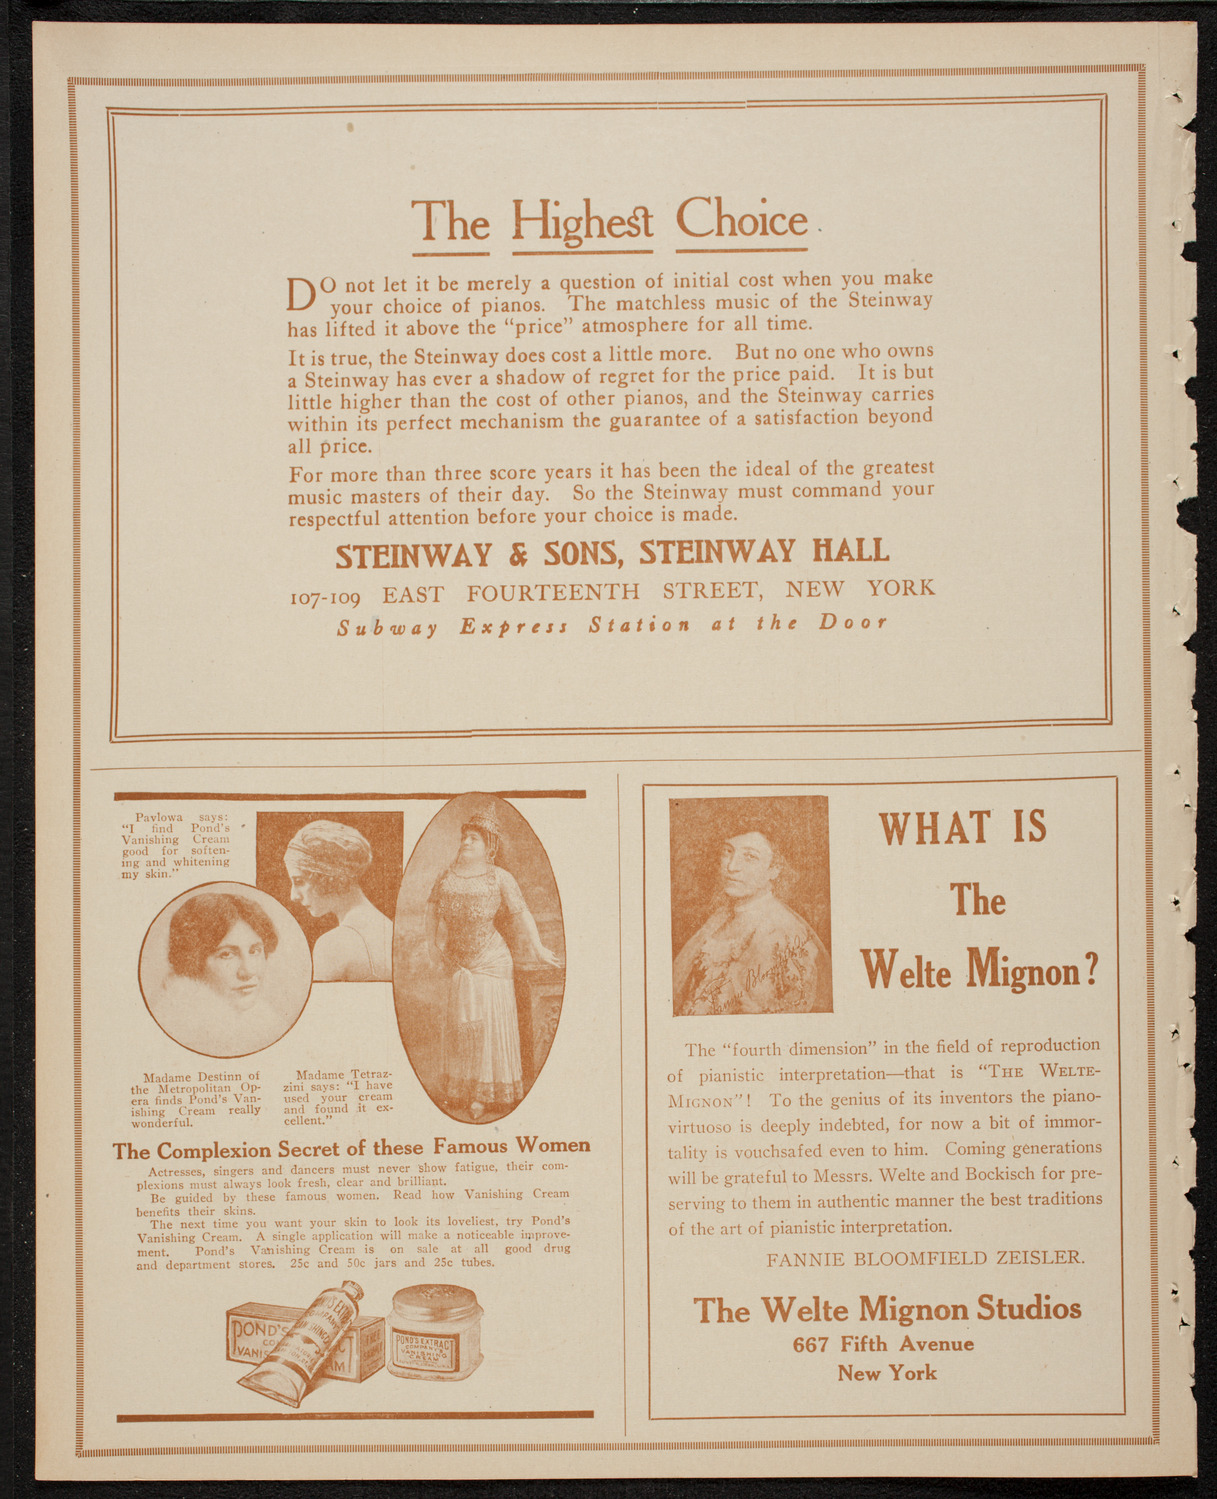 The Highest Choice.
DO not let it be merely a question of initial cost when you make
your choice of pianos. The matchless music of the Steinway
has lifted it above the "price" atmosphere for all time.
It is true, the Steinway does cost a little more. But no one who owns
a Steinway has ever a shadow of regret for the price paid. It is but
little higher than the cost of other pianos, and the Steinway carries
within its perfect mechanism the guarantee of a satisfaction beyond
all price.
For more than three score years it has been the ideal of the greatest
music masters of their day. So the Steinway must command your
respectful attention before your choice is made.
STEINWAY & SONS, STEINWAY HALL
107-109 EAST FOURTEENTH STREET, NEW YORK
Subway Express Station at the Door
Pavlowa says:
"I find Pond's
Vanishing Cream
good for soften-
ing and whitening
my skin."
Madame Destinn of
the Metropolitan Op-
era finds Pond's Van-
ishing Cream really
wonderful.
Madame Tetraz-
zini says: "I have
used your cream
and found it ex-
cellent."
The Complexion Secret of these Famous Women
Actresses, singers and dancers must never show fatigue, their com-
plexions must always look fresh, clear and brilliant.
Be guided by these famous women. Read how Vanishing Cream
benefits their skins.
The next time you want your skin to look its loveliest, try Pond's
Vanishing Cream. A single application will make a noticeable improve-
ment. Pond's Vanishing Cream is on sale at all good drug
and department stores. 25c and 50c jars and 25c tubes.
POND'S
VANIS
POND'S EXTRACT
COMPANY'S
VANISHING
CREAM
WHAT IS
The
Welte Mignon?
The "fourth dimension" in the field of reproduction
of pianistic interpretation—that is "THE WELTE-
MIGNON"! To the genius of its inventors the piano-
virtuoso is deeply indebted, for now a bit of immor-
tality is vouchsafed even to him. Coming generations
will be grateful to Messrs. Welte and Bockisch for pre-
serving to them in authentic manner the best traditions
of the art of pianistic interpretation.
FANNIE BLOOMFIELD ZEISLER.
The Welte Mignon Studios
667 Fifth Avenue
New York